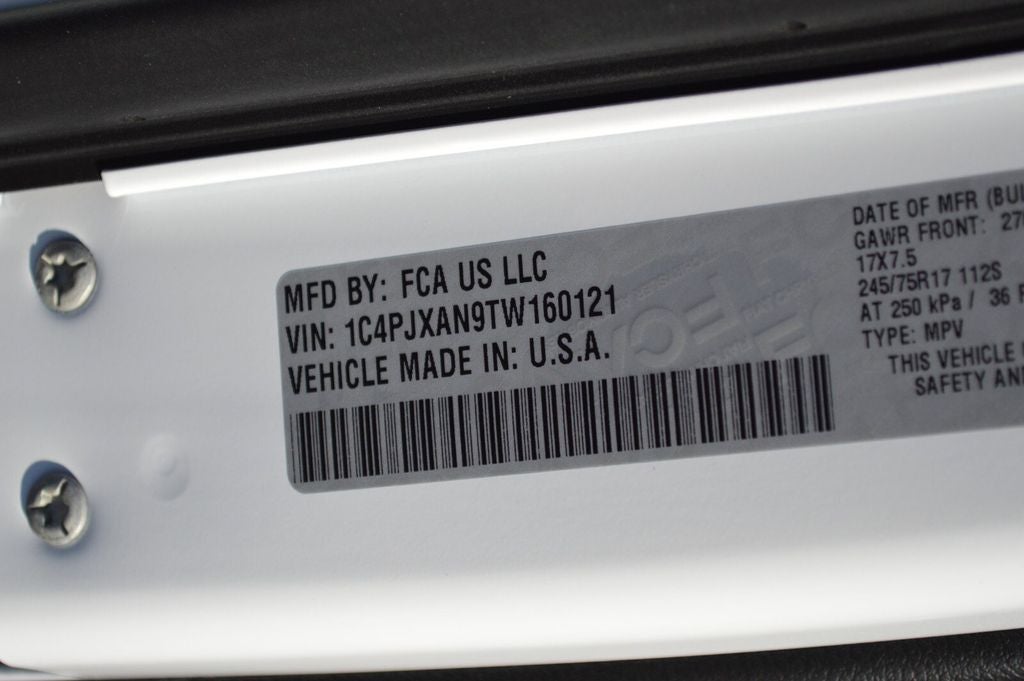 MFD BY: FCA US LLC
VIN: 1C4PJXAN9TW160121
VEHICLE MADE IN: U.S.A.
DATE OF MFR
GAWR FRONT:
17X7.5
245/75R17 112S
AT 250 kPa / 36
TYPE: MPV
THIS VEHICLE
SAFETY